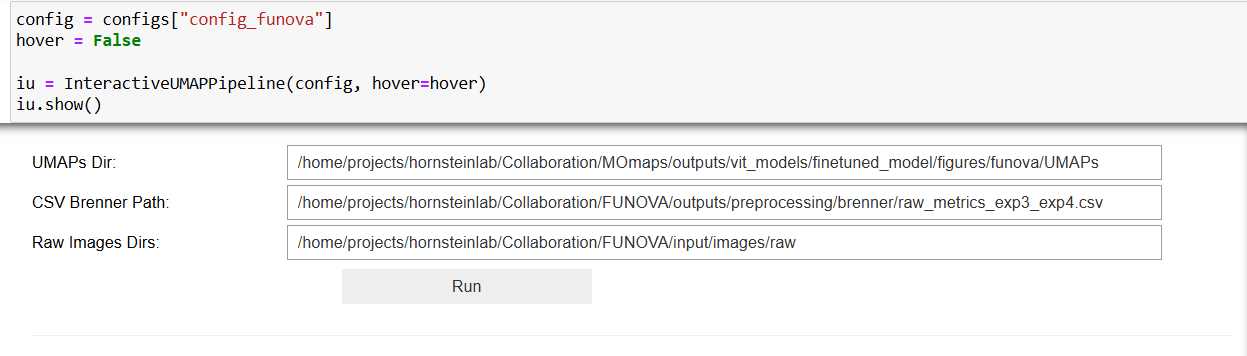 config = configs["config_funova"]
hover = False
iu = InteractiveUMAPPipeline(config, hover=hover)
iu.show()
UMAPs Dir: /home/projects/hornsteinlab/Collaboration/MOmaps/outputs/vit_models/finetuned_model/figures/funova/UMAPs
CSV Brenner Path: /home/projects/hornsteinlab/Collaboration/FUNOVA/outputs/preprocessing/brenner/raw_metrics_exp3_exp4.csv
Raw Images Dirs: /home/projects/hornsteinlab/Collaboration/FUNOVA/input/images/raw
Run